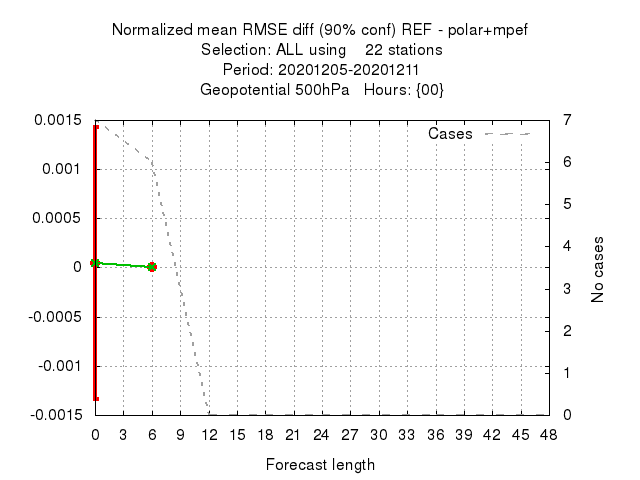 Normalized mean RMSE diff (90% conf) REF - polar+mpef
Selection: ALL using 22 stations
Period: 20201205-20201211
Geopotential 500hPa Hours: {00}
Cases
0.0015
0.001
0.0005
0
-0.0005
-0.001
-0.0015
7
6
5
4
3
2
1
0
No cases
0 3 6 9 12 15 18 21 24 27 30 33 36 39 42 45 48
Forecast length